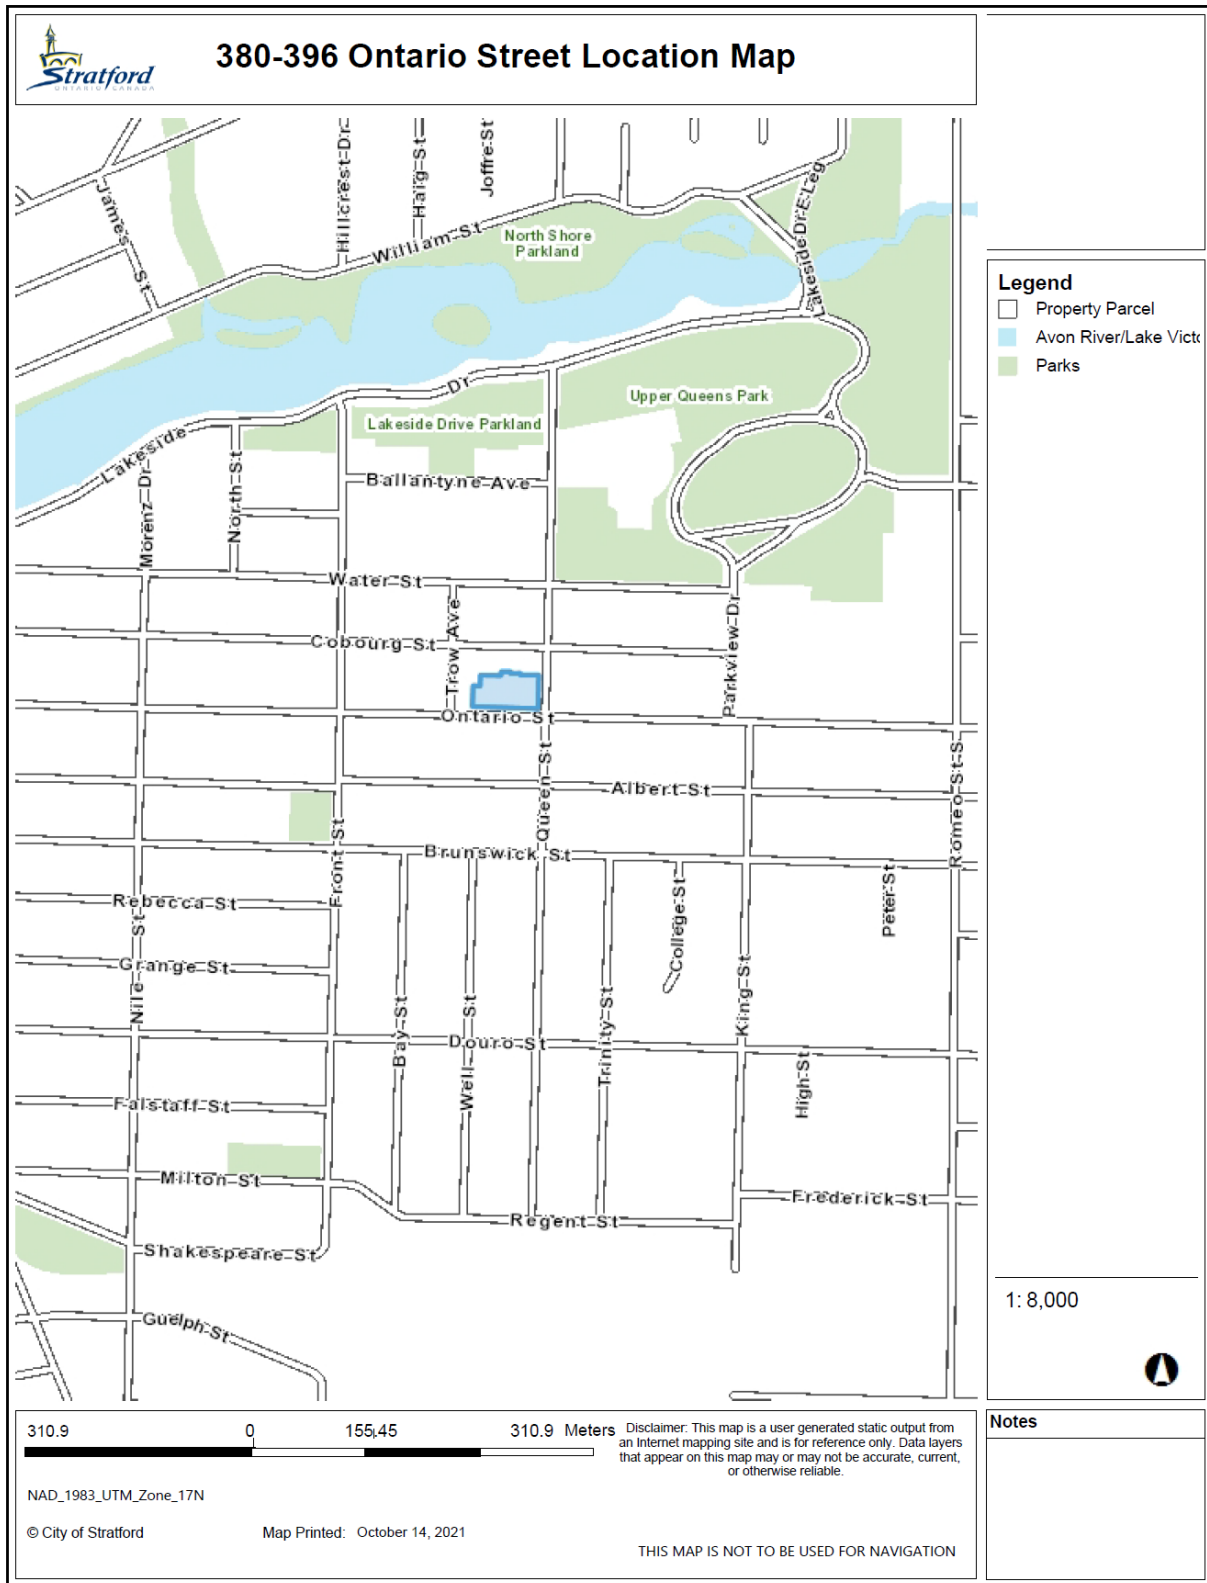 Stratford
ONTARIO CANADA
380-396 Ontario Street Location Map
James St
Hillcrest Dr
Haig St
Joffre St
William St
North Shore
Parkland
Lakeside Dr E Leg
Lakeside
Dr
Lakeside Drive Parkland
Upper Queens Park
Morenz Dr
North St
Ballantyne Ave
Water St
Trow Ave
Cobourg St
Parkview Dr
Ontario St
Queen St
Albert St
Romeo St S
Front St
Brunswick St
Rebecca St
Nile St
College St
Peter St
Grange St
Bay St
Well St
Trinity St
King St
Douro St
High St
Falstaff St
Milton St
Frederick St
Regent St
Shakespeare St
Guelph St
Legend
Property Parcel
Avon River/Lake Victo
Parks
1: 8,000
310.9 0 155.45 310.9 Meters
NAD_1983_UTM_Zone_17N
© City of Stratford
Map Printed: October 14, 2021
Disclaimer: This map is a user generated static output from
an Internet mapping site and is for reference only. Data layers
that appear on this map may or may not be accurate, current,
or otherwise reliable.
THIS MAP IS NOT TO BE USED FOR NAVIGATION
Notes